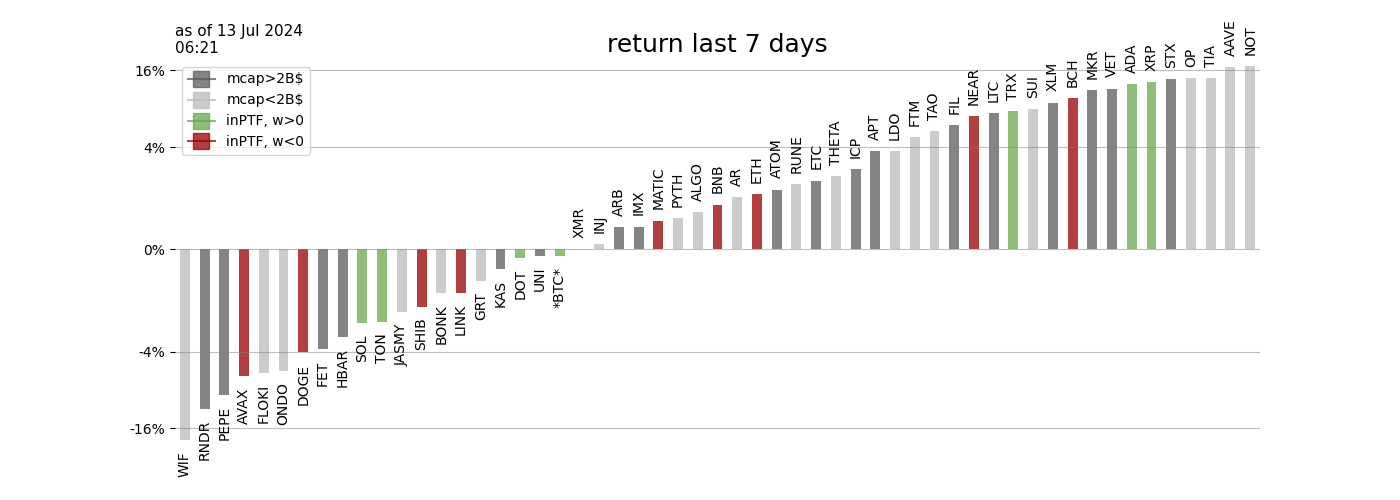 as of 13 Jul 2024
06:21
return last 7 days
mcap>2B$
mcap<2B$
inPTF, w>0
inPTF, w<0
16%
4%
0%
-4%
-16%
WIF
RNDR
PEPE
AVAX
FLOKI
ONDO
DOGE
FET
HBAR
SOL
TON
JASMY
SHIB
BONK
LINK
GRT
KAS
DOT
UNI
*BTC*
XMR
INJ
ARB
IMX
MATIC
PYTH
ALGO
BNB
AR
ETH
ATOM
RUNE
ETC
THETA
ICP
APT
LDO
FTM
TAO
FIL
NEAR
LTC
TRX
SUI
XLM
BCH
MKR
VET
ADA
XRP
STX
OP
TIA
AAVE
NOT